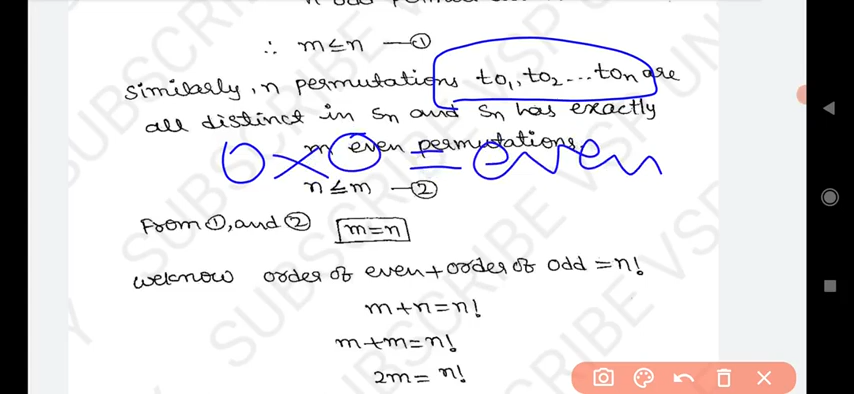 ∴ m≤n —①
Similarly, n permutations to₁, to₂ ... toₙ are
all distinct in Sn and Sn has exactly
m even permutations.
O×O = even
n≤m —②
From ①, and ② m=n
we know order of even + order of odd = n!
m+n=n!
m+m=n!
2m= n!